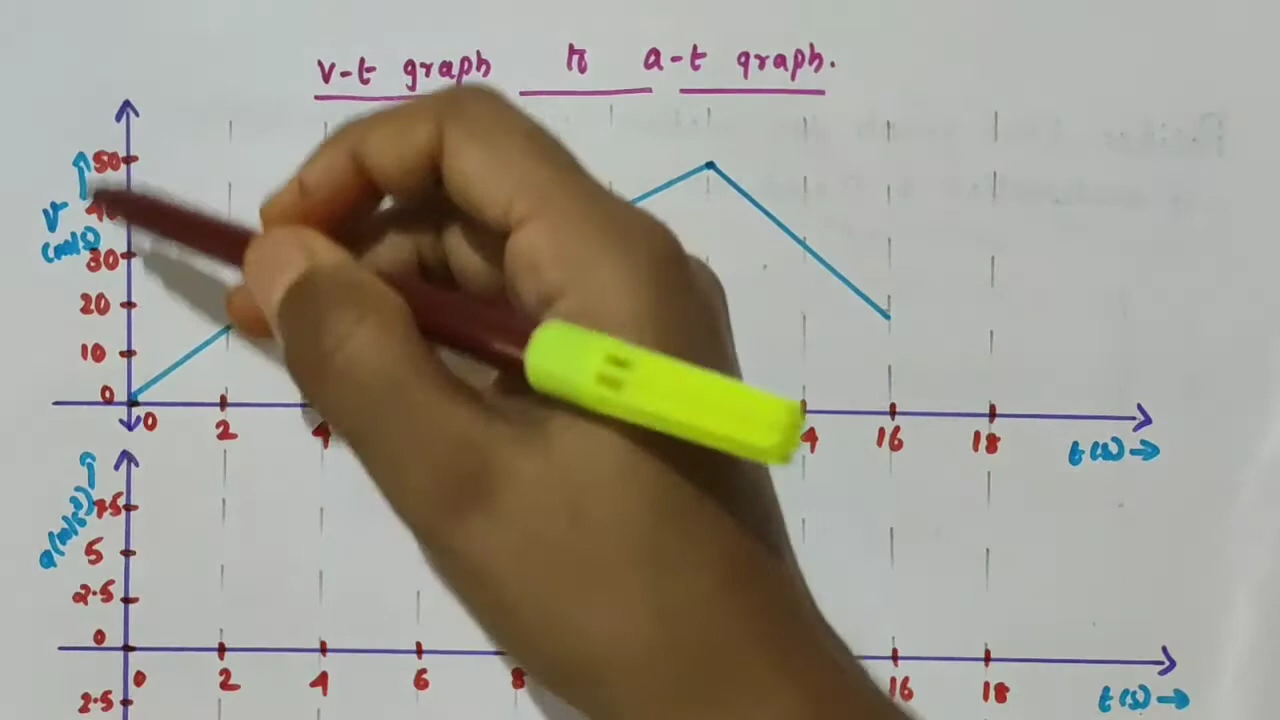 v-t graph to a-t graph.
50
v
(m/s)
30
20
10
0
0 2 4 4 16 18 t(s)→
a(m/s²)
7.5
5
2.5
0
0 2 4 6 8 16 18 t(s)→
2.5